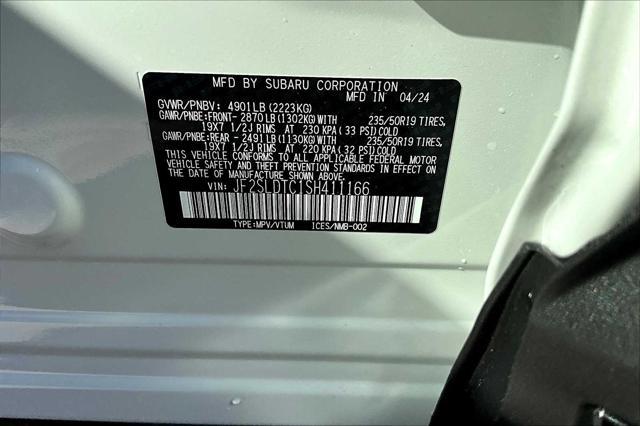 MFD BY SUBARU CORPORATION
GVWR/PNBV: 4901LB(2223KG) MFD IN 04/24
GAWR/PNBE:FRONT-2870LB(1302KG)WITH 235/50R19 TIRES,
19X7 1/2J RIMS AT 230 KPA(33 PSI)COLD
GAWR/PNBE:REAR -2491LB(1130KG)WITH 235/50R19 TIRES,
19X7 1/2J RIMS AT 220 KPA(32 PSI)COLD
THIS VEHICLE CONFORMS TO ALL APPLICABLE FEDERAL MOTOR
VEHICLE SAFETY AND THEFT PREVENTION STANDARDS IN EFFECT ON
THE DATE OF MANUFACTURE SHOWN ABOVE.
VIN: JF2SLDTC1SH411166
TYPE:MPV/VTUM ICES/NMB-002